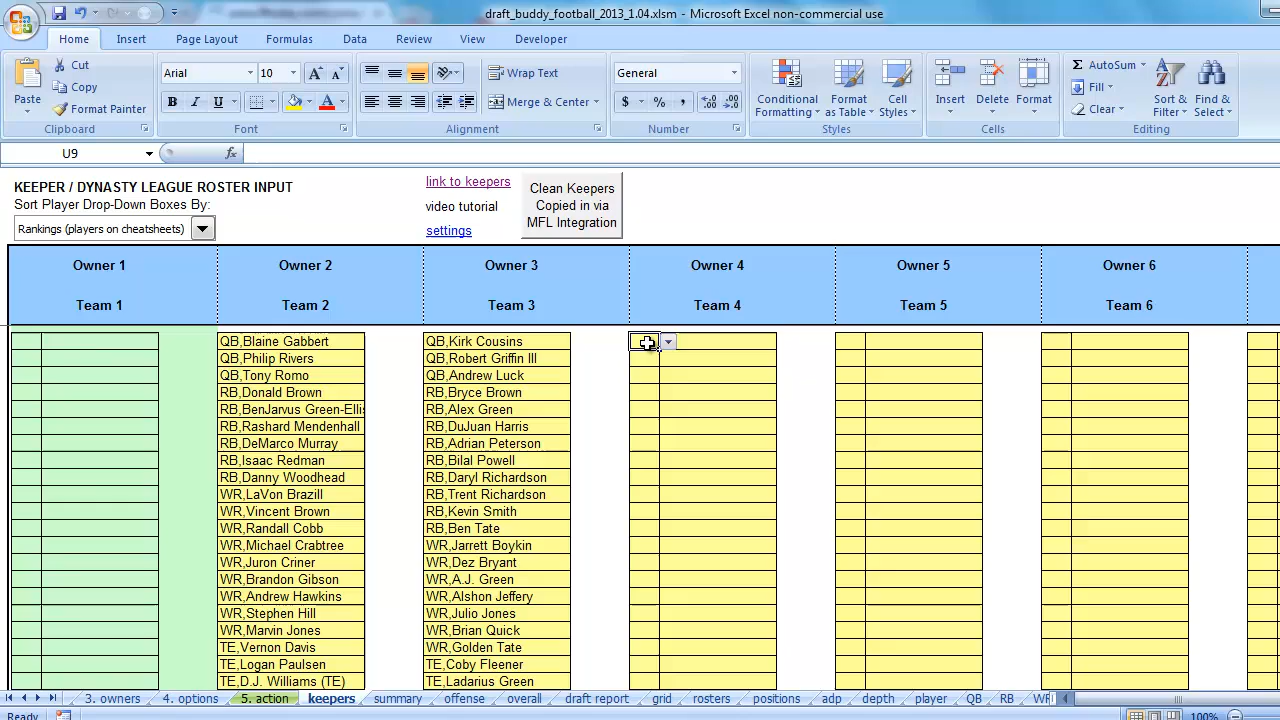 draft_buddy_football_2013_1.04.xlsm - Microsoft Excel non-commercial use
Home Insert Page Layout Formulas Data Review View Developer
Paste Cut Copy Format Painter Clipboard
Arial 10 A A B I U A Font
Wrap Text Merge & Center Alignment
General $ % , .0 .00 .00 .0 Number
Conditional Formatting Format as Table Cell Styles Styles
Insert Delete Format Cells
Σ AutoSum Fill Clear Sort & Filter Find & Select Editing
U9 fx
KEEPER / DYNASTY LEAGUE ROSTER INPUT
Sort Player Drop-Down Boxes By:
Rankings (players on cheatsheets)
link to keepers
video tutorial
settings
Clean Keepers
Copied in via
MFL Integration
Owner 1 Owner 2 Owner 3 Owner 4 Owner 5 Owner 6
Team 1 Team 2 Team 3 Team 4 Team 5 Team 6
QB,Blaine Gabbert QB,Kirk Cousins
QB,Philip Rivers QB,Robert Griffin III
QB,Tony Romo QB,Andrew Luck
RB,Donald Brown RB,Bryce Brown
RB,BenJarvus Green-Elli RB,Alex Green
RB,Rashard Mendenhall RB,DuJuan Harris
RB,DeMarco Murray RB,Adrian Peterson
RB,Isaac Redman RB,Bilal Powell
RB,Danny Woodhead RB,Daryl Richardson
WR,LaVon Brazill RB,Trent Richardson
WR,Vincent Brown RB,Kevin Smith
WR,Randall Cobb RB,Ben Tate
WR,Michael Crabtree WR,Jarrett Boykin
WR,Juron Criner WR,Dez Bryant
WR,Brandon Gibson WR,A.J. Green
WR,Andrew Hawkins WR,Alshon Jeffery
WR,Stephen Hill WR,Julio Jones
WR,Marvin Jones WR,Brian Quick
TE,Vernon Davis WR,Golden Tate
TE,Logan Paulsen TE,Coby Fleener
TE,D.J. Williams (TE) TE,Ladarius Green
3. owners 4. options 5. action keepers summary offense overall draft report grid rosters positions adp depth player QB RB WR
Ready 100%